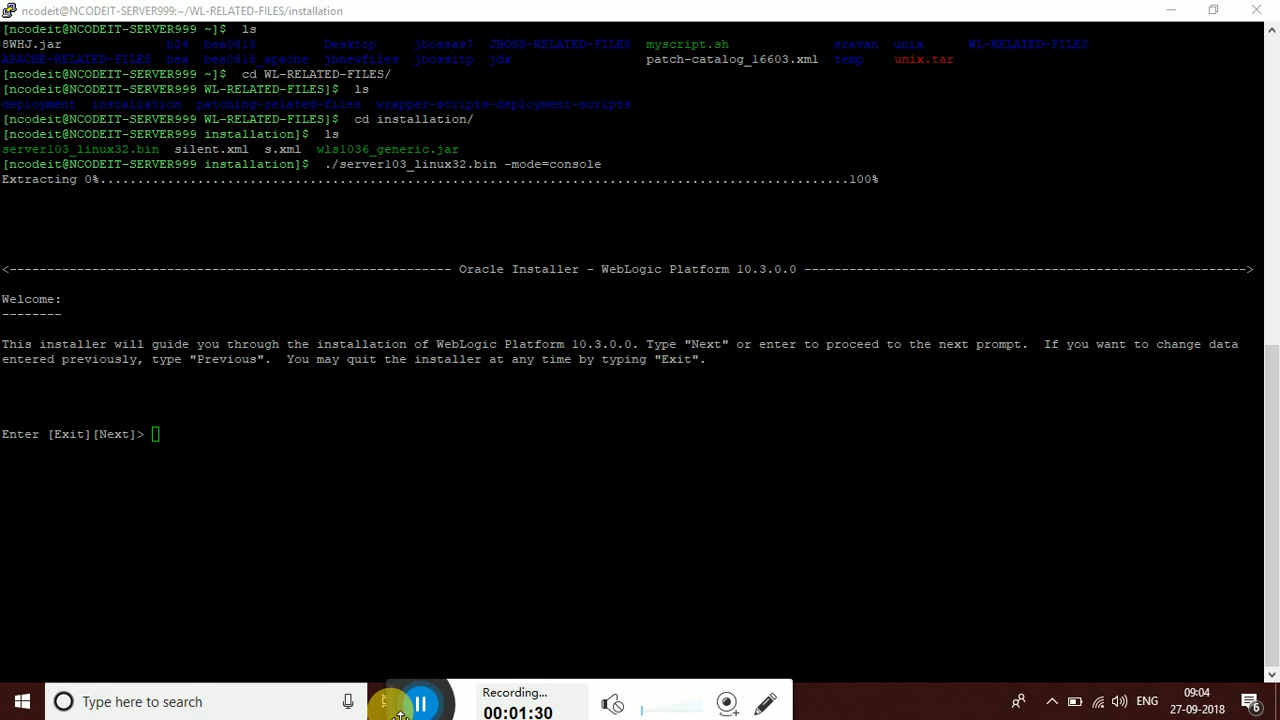 ncodeit@NCODEIT-SERVER999:~/WL-RELATED-FILES/installation
[ncodeit@NCODEIT-SERVER999 ~]$ ls
8WHJ.jar b24 bea0818 Desktop jbossas7 JBOSS-RELATED-FILES myscript.sh sravan unix WL-RELATED-FILES
APACHE-RELATED-FILES bea bea0818_apache jbnewfiles jbossitp jdk patch-catalog_16603.xml temp unix.tar
[ncodeit@NCODEIT-SERVER999 ~]$ cd WL-RELATED-FILES/
[ncodeit@NCODEIT-SERVER999 WL-RELATED-FILES]$ ls
deployment installation patching-related-files wrapper-scripts-deployment-scripts
[ncodeit@NCODEIT-SERVER999 WL-RELATED-FILES]$ cd installation/
[ncodeit@NCODEIT-SERVER999 installation]$ ls
server103_linux32.bin silent.xml s.xml wls1036_generic.jar
[ncodeit@NCODEIT-SERVER999 installation]$ ./server103_linux32.bin -mode=console
Extracting 0%....................................................................................................100%
<----------------------------------------------------------- Oracle Installer - WebLogic Platform 10.3.0.0 ----------------------------------------------------------->
Welcome:
--------
This installer will guide you through the installation of WebLogic Platform 10.3.0.0. Type "Next" or enter to proceed to the next prompt. If you want to change data
entered previously, type "Previous". You may quit the installer at any time by typing "Exit".
Enter [Exit][Next]>
Type here to search
Recording...
00:01:30
ENG
09:04
27-09-2018
6